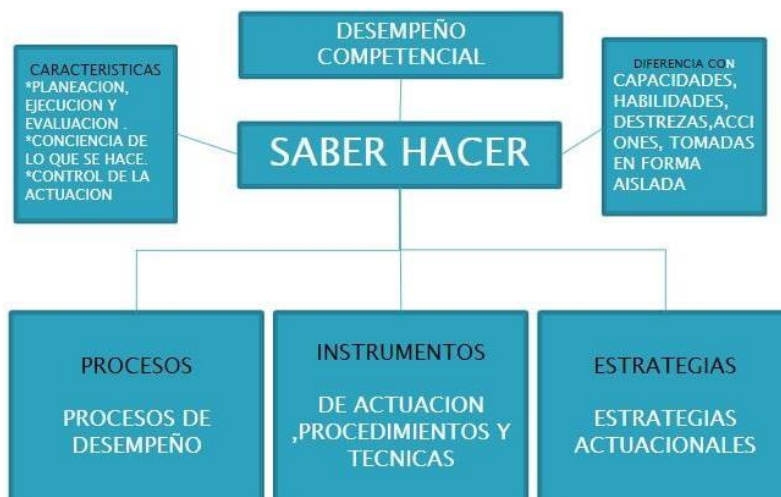 DESEMPEÑO
COMPETENCIAL
CARACTERISTICAS
*PLANEACION,
EJECUCION Y
EVALUACION .
*CONCIENCIA DE
LO QUE SE HACE.
*CONTROL DE LA
ACTUACION
SABER HACER
DIFERENCIA CON
CAPACIDADES,
HABILIDADES,
DESTREZAS,ACCI
ONES, TOMADAS
EN FORMA
AISLADA
PROCESOS
PROCESOS DE
DESEMPEÑO
INSTRUMENTOS
DE ACTUACION
,PROCEDIMIENTOS Y
TECNICAS
ESTRATEGIAS
ESTRATEGIAS
ACTUACIONALES